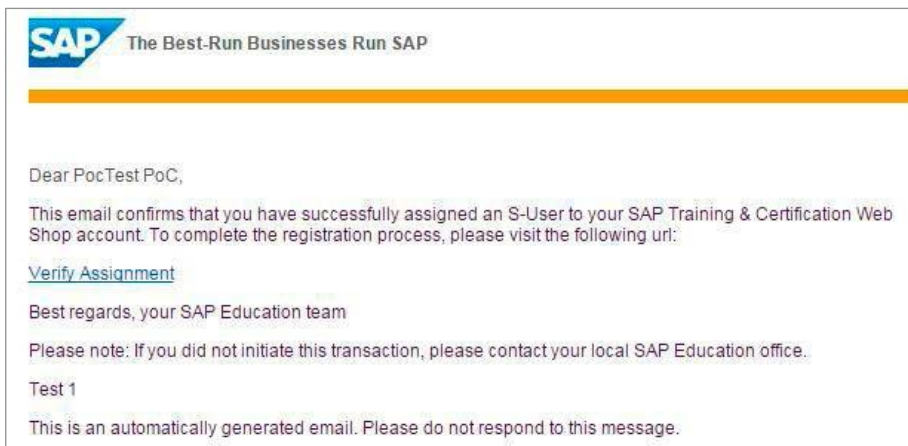 SAP The Best-Run Businesses Run SAP
Dear PocTest PoC,
This email confirms that you have successfully assigned an S-User to your SAP Training & Certification Web
Shop account. To complete the registration process, please visit the following url:
Verify Assignment
Best regards, your SAP Education team
Please note: If you did not initiate this transaction, please contact your local SAP Education office.
Test 1
This is an automatically generated email. Please do not respond to this message.